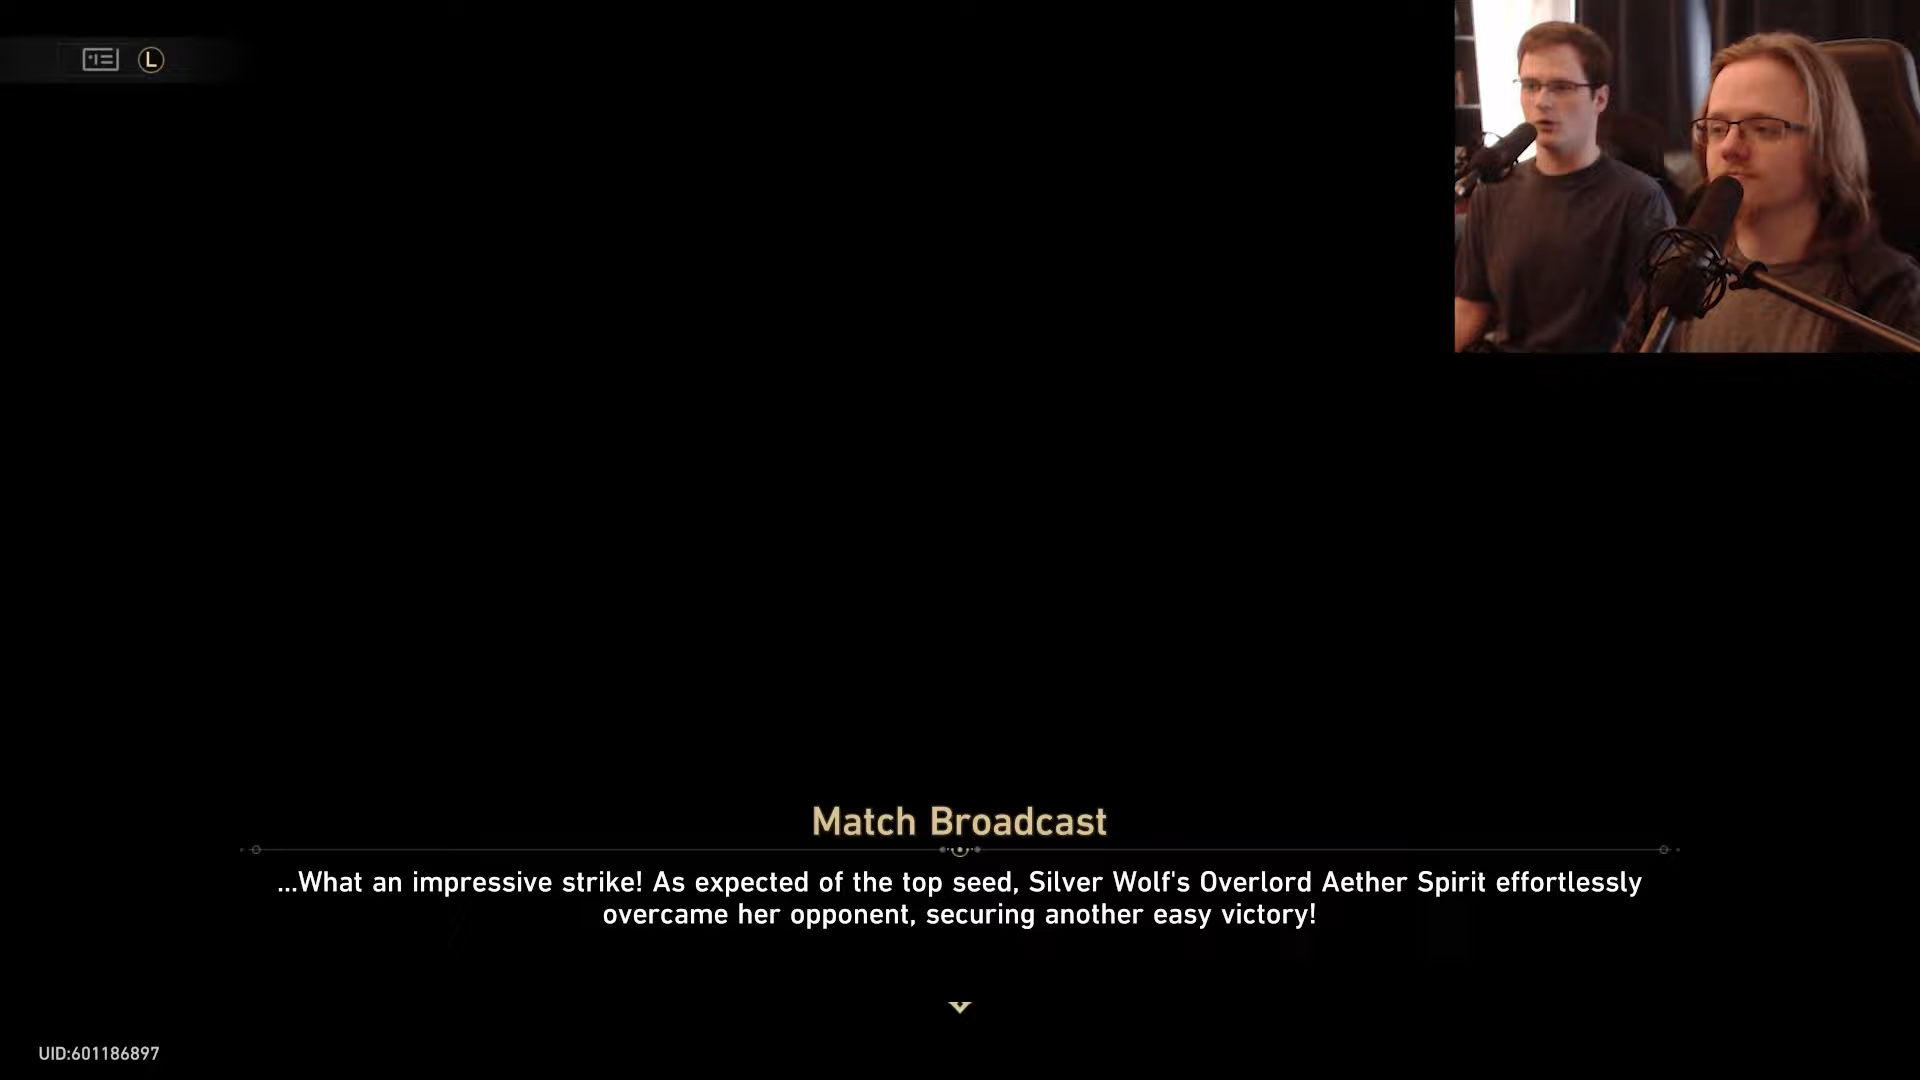 L
Match Broadcast
...What an impressive strike! As expected of the top seed, Silver Wolf's Overlord Aether Spirit effortlessly
overcame her opponent, securing another easy victory!
UID:601186897